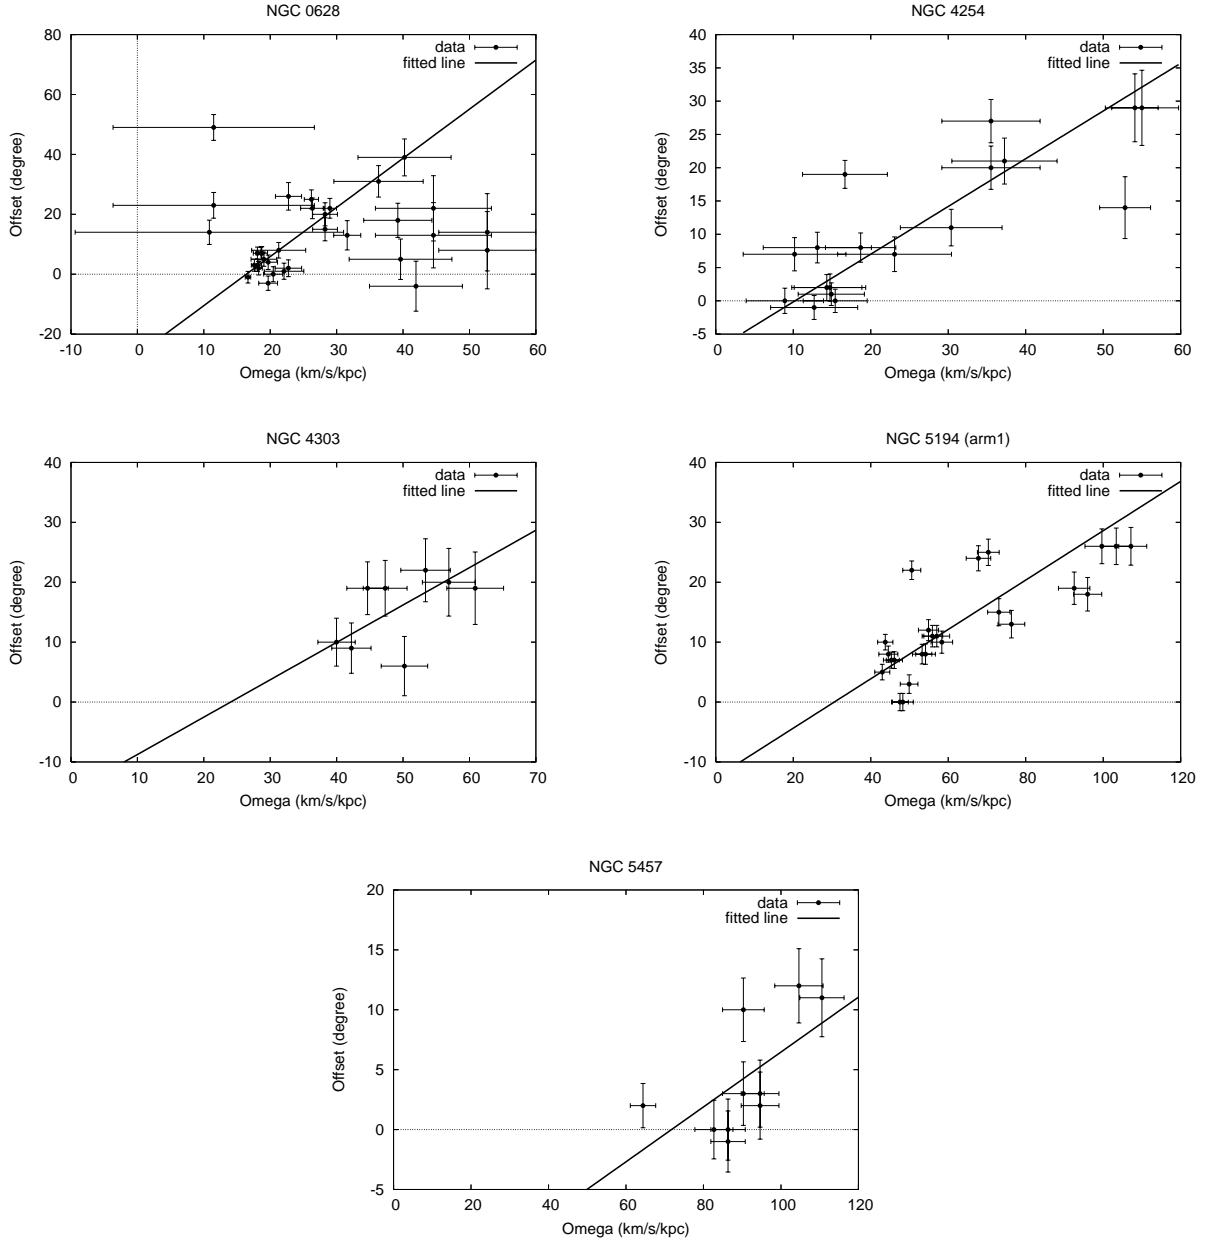 NGC 0628
80
60
40
20
0
-20
-10 0 10 20 30 40 50 60
Offset (degree)
Omega (km/s/kpc)
data
fitted line
NGC 4254
40
35
30
25
20
15
10
5
0
-5
0 10 20 30 40 50 60
Offset (degree)
Omega (km/s/kpc)
data
fitted line
NGC 4303
40
30
20
10
0
-10
0 10 20 30 40 50 60 70
Offset (degree)
Omega (km/s/kpc)
data
fitted line
NGC 5194 (arm1)
40
30
20
10
0
-10
0 20 40 60 80 100 120
Offset (degree)
Omega (km/s/kpc)
data
fitted line
NGC 5457
20
15
10
5
0
-5
0 20 40 60 80 100 120
Offset (degree)
Omega (km/s/kpc)
data
fitted line